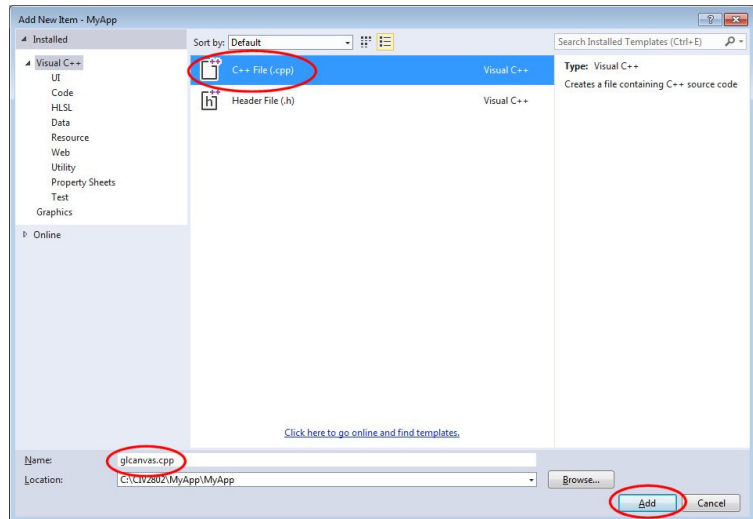 Add New Item - MyApp
Installed
Sort by: Default
Search Installed Templates (Ctrl+E)
Visual C++
UI
Code
HLSL
Data
Resource
Web
Utility
Property Sheets
Test
Graphics
Online
C++ File (.cpp) Visual C++
Header File (.h) Visual C++
Type: Visual C++
Creates a file containing C++ source code
Click here to go online and find templates.
Name: glcanvas.cpp
Location: C:\CIV2802\MyApp\MyApp
Browse...
Add Cancel